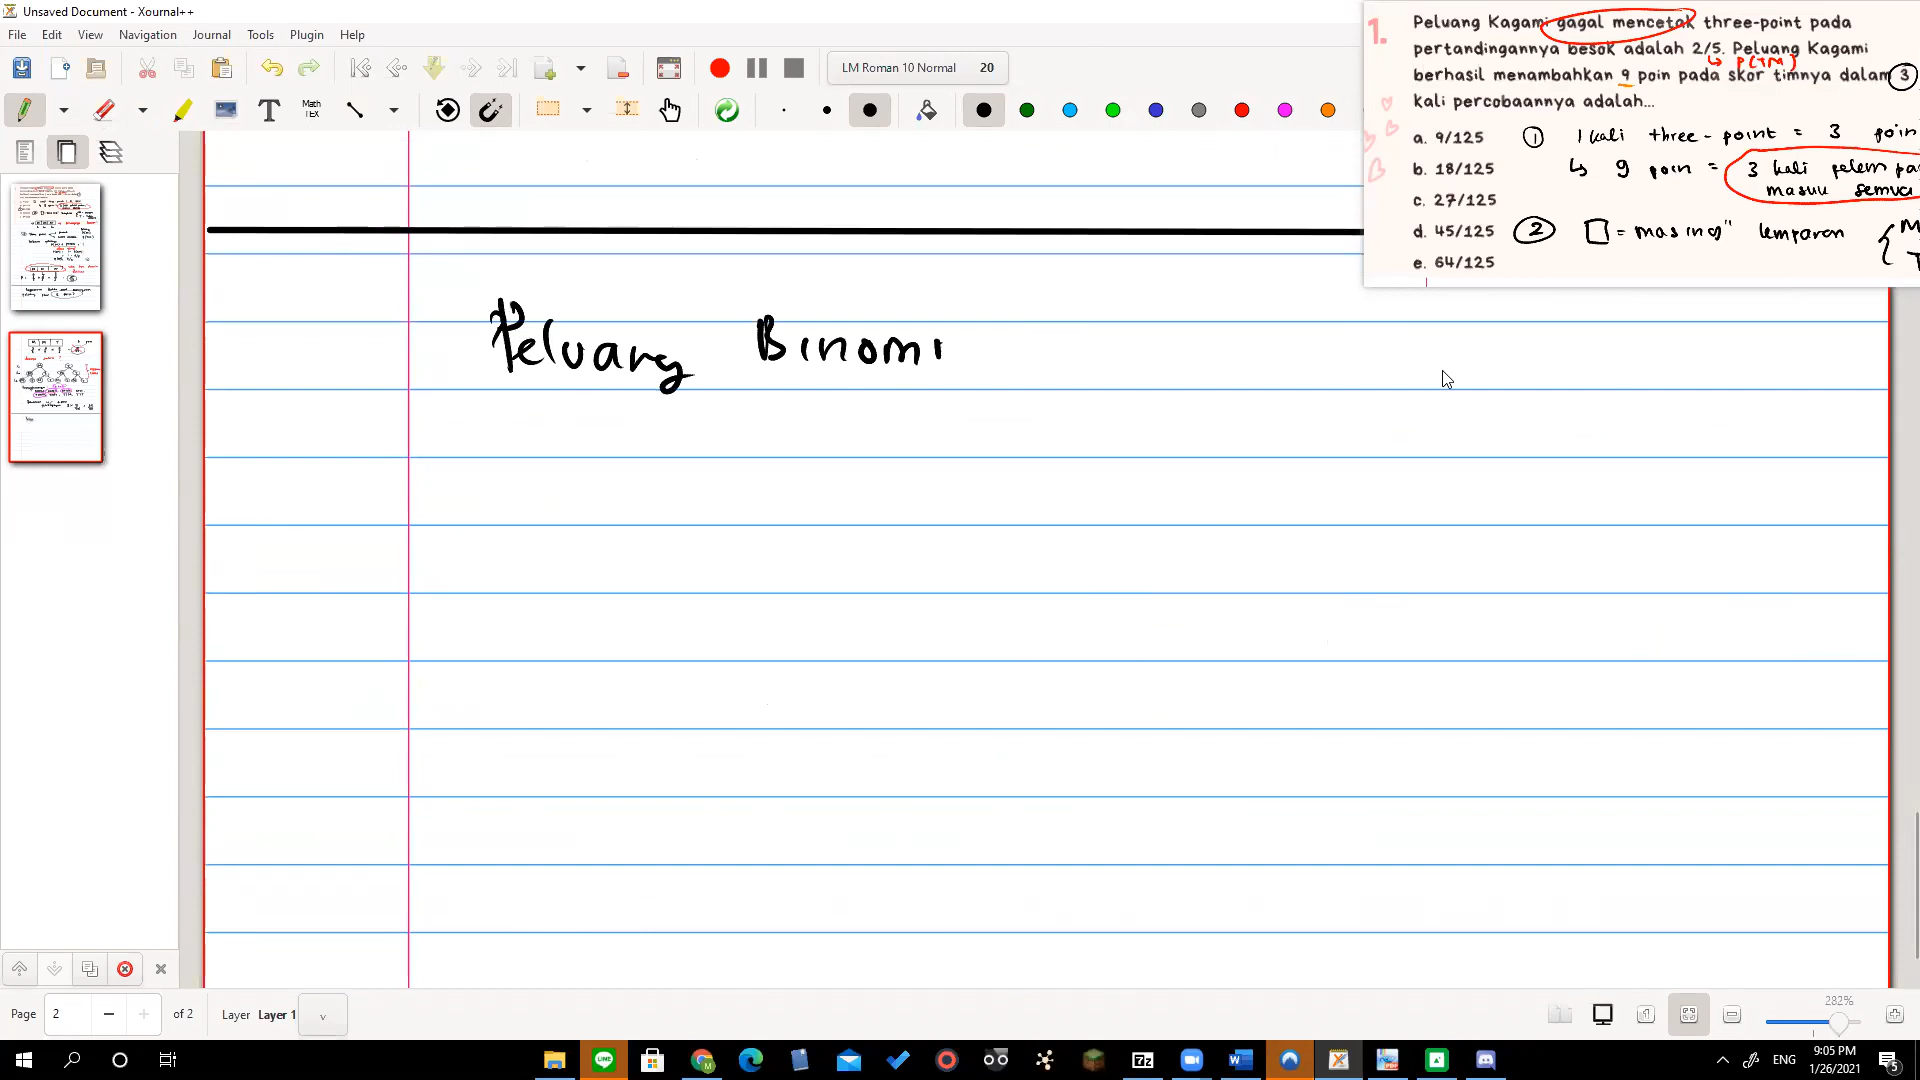 Unsaved Document - Xournal++
File Edit View Navigation Journal Tools Plugin Help
LM Roman 10 Normal 20
Math
TEX
1.
Peluang Kagami gagal mencetak three-point pada
pertandingannya besok adalah 2/5. Peluang Kagami
↳ P(TM)
berhasil menambahkan 9 poin pada skor timnya dalam 3
kali percobaannya adalah...
a. 9/125
b. 18/125
c. 27/125
d. 45/125
e. 64/125
① 1 kali three-point = 3 poin
↳ 9 poin =
3 kali
② □ = masing" lemparan {
Peluang Binomi
Page 2 of 2 Layer Layer 1
282%
7z
ENG
9:05 PM
1/26/2021
5